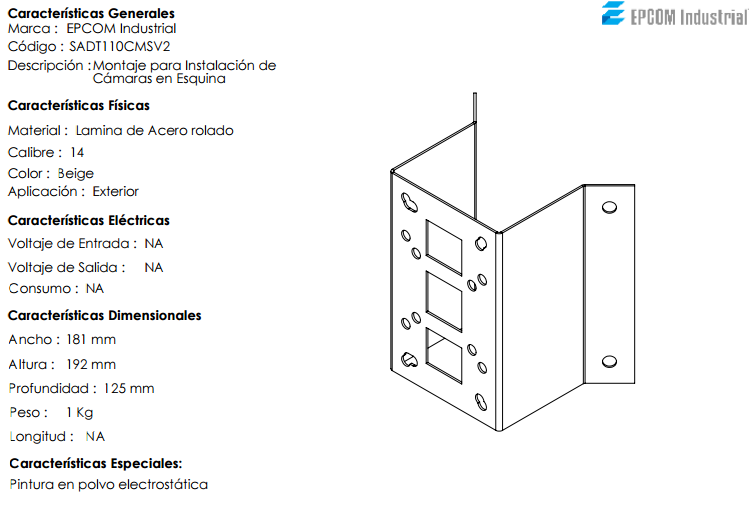 Características Generales
Marca : EPCOM Industrial
Código : SADT110CMSV2
Descripción : Montaje para Instalación de
Cámaras en Esquina
Características Físicas
Material : Lamina de Acero rolado
Calibre : 14
Color : Beige
Aplicación : Exterior
Características Eléctricas
Voltaje de Entrada : NA
Voltaje de Salida : NA
Consumo : NA
Características Dimensionales
Ancho : 181 mm
Altura : 192 mm
Profundidad : 125 mm
Peso : 1 Kg
Longitud : NA
Características Especiales:
Pintura en polvo electrostática
EPCOM Industrial